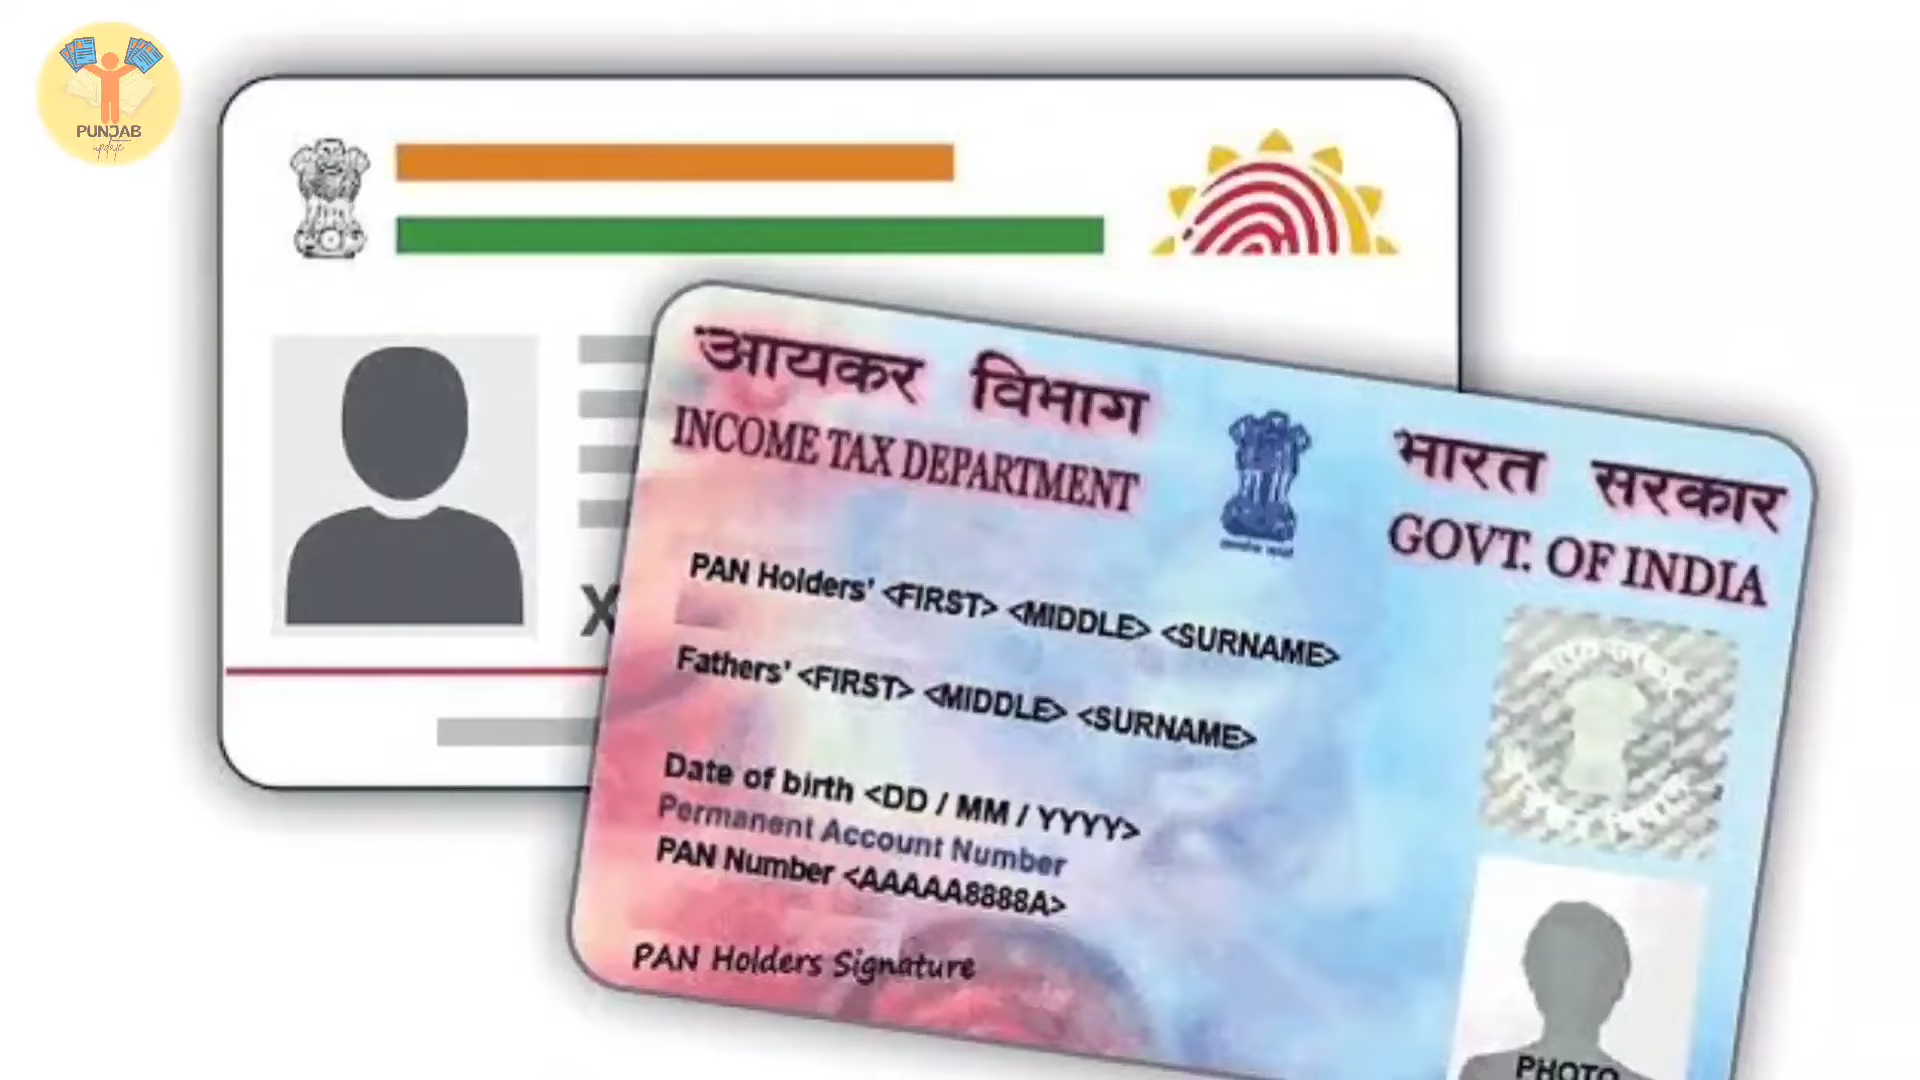 PUNJAB
update
X
आयकर विभाग
INCOME TAX DEPARTMENT
भारत सरकार
GOVT. OF INDIA
PAN Holders' <FIRST> <MIDDLE> <SURNAME>
Fathers' <FIRST> <MIDDLE> <SURNAME>
Date of birth <DD / MM / YYYY>
Permanent Account Number
PAN Number <AAAAA8888A>
PAN Holders Signature
PHOTO